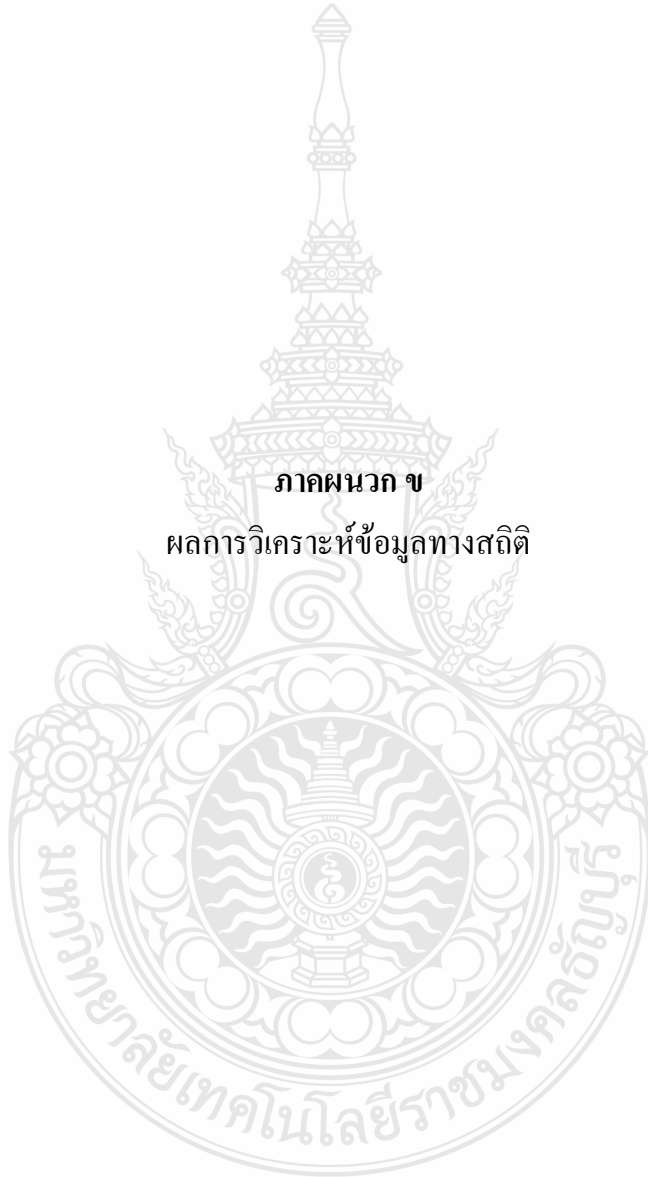 ภาคผนวก ข
ผลการวิเคราะห์ข้อมูลทางสถิติ
มหาวิทยาลัยเทคโนโลยีราชมงคลธัญบุรี